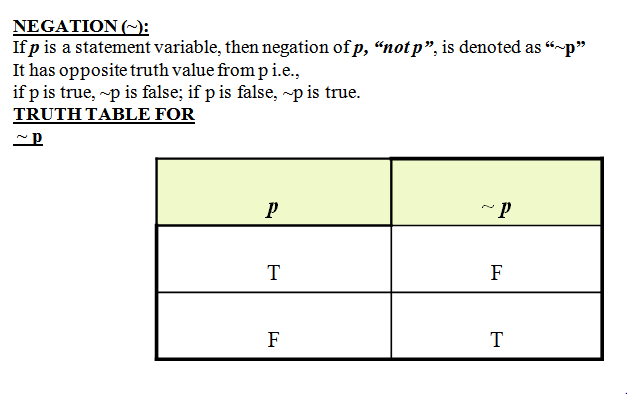 NEGATION (~):
If p is a statement variable, then negation of p, “not p”, is denoted as “~p”
It has opposite truth value from p i.e.,
if p is true, ~p is false; if p is false, ~p is true.
TRUTH TABLE FOR
~ p
p ~ p
T F
F T